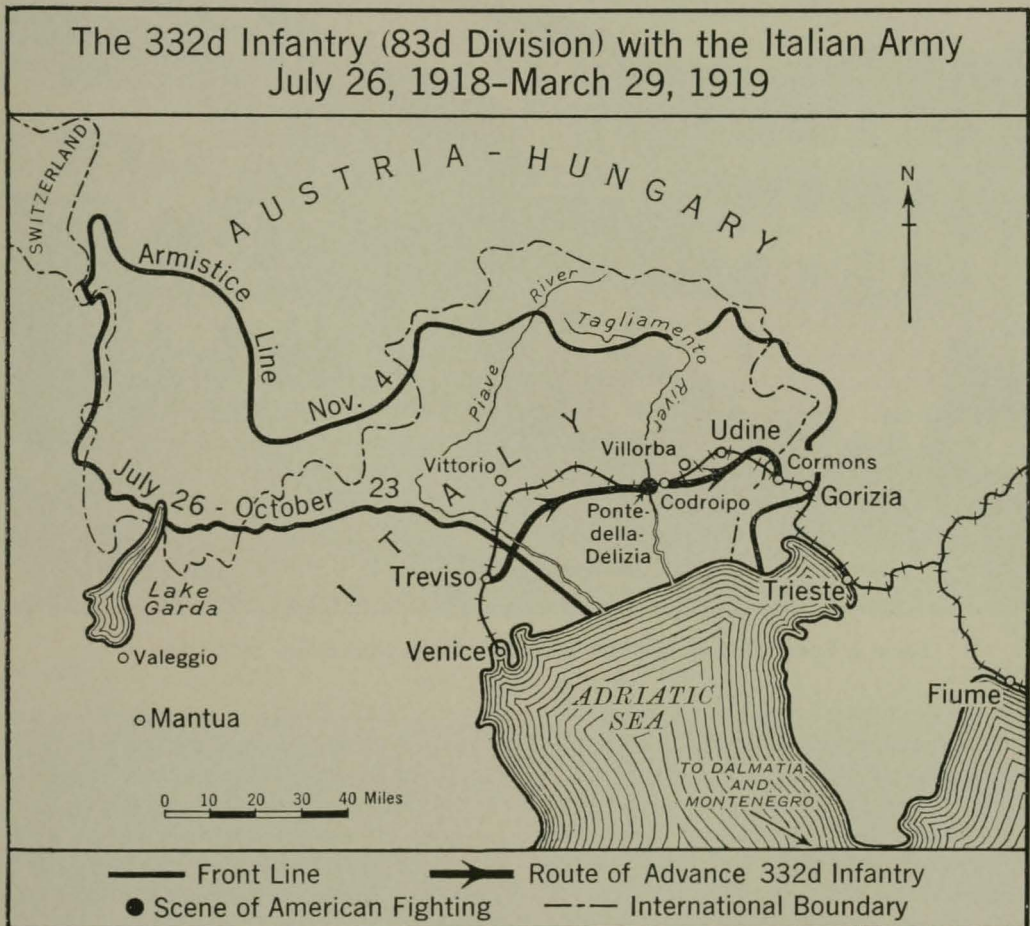 The 332d Infantry (83d Division) with the Italian Army
July 26, 1918–March 29, 1919
SWITZERLAND
AUSTRIA-HUNGARY
N
Armistice
Line
Nov. 4
River
Piave
Tagliamento
River
ITALY
Vittorio
Villorba
Udine
Cormons
Gorizia
July 26 - October 23
Ponte-
della-
Delizia
Codroipo
Lake
Garda
Treviso
Trieste
Valeggio
Venice
Fiume
Mantua
ADRIATIC
SEA
TO DALMATIA
AND
MONTENEGRO
0 10 20 30 40 Miles
Front Line
Route of Advance 332d Infantry
Scene of American Fighting
International Boundary